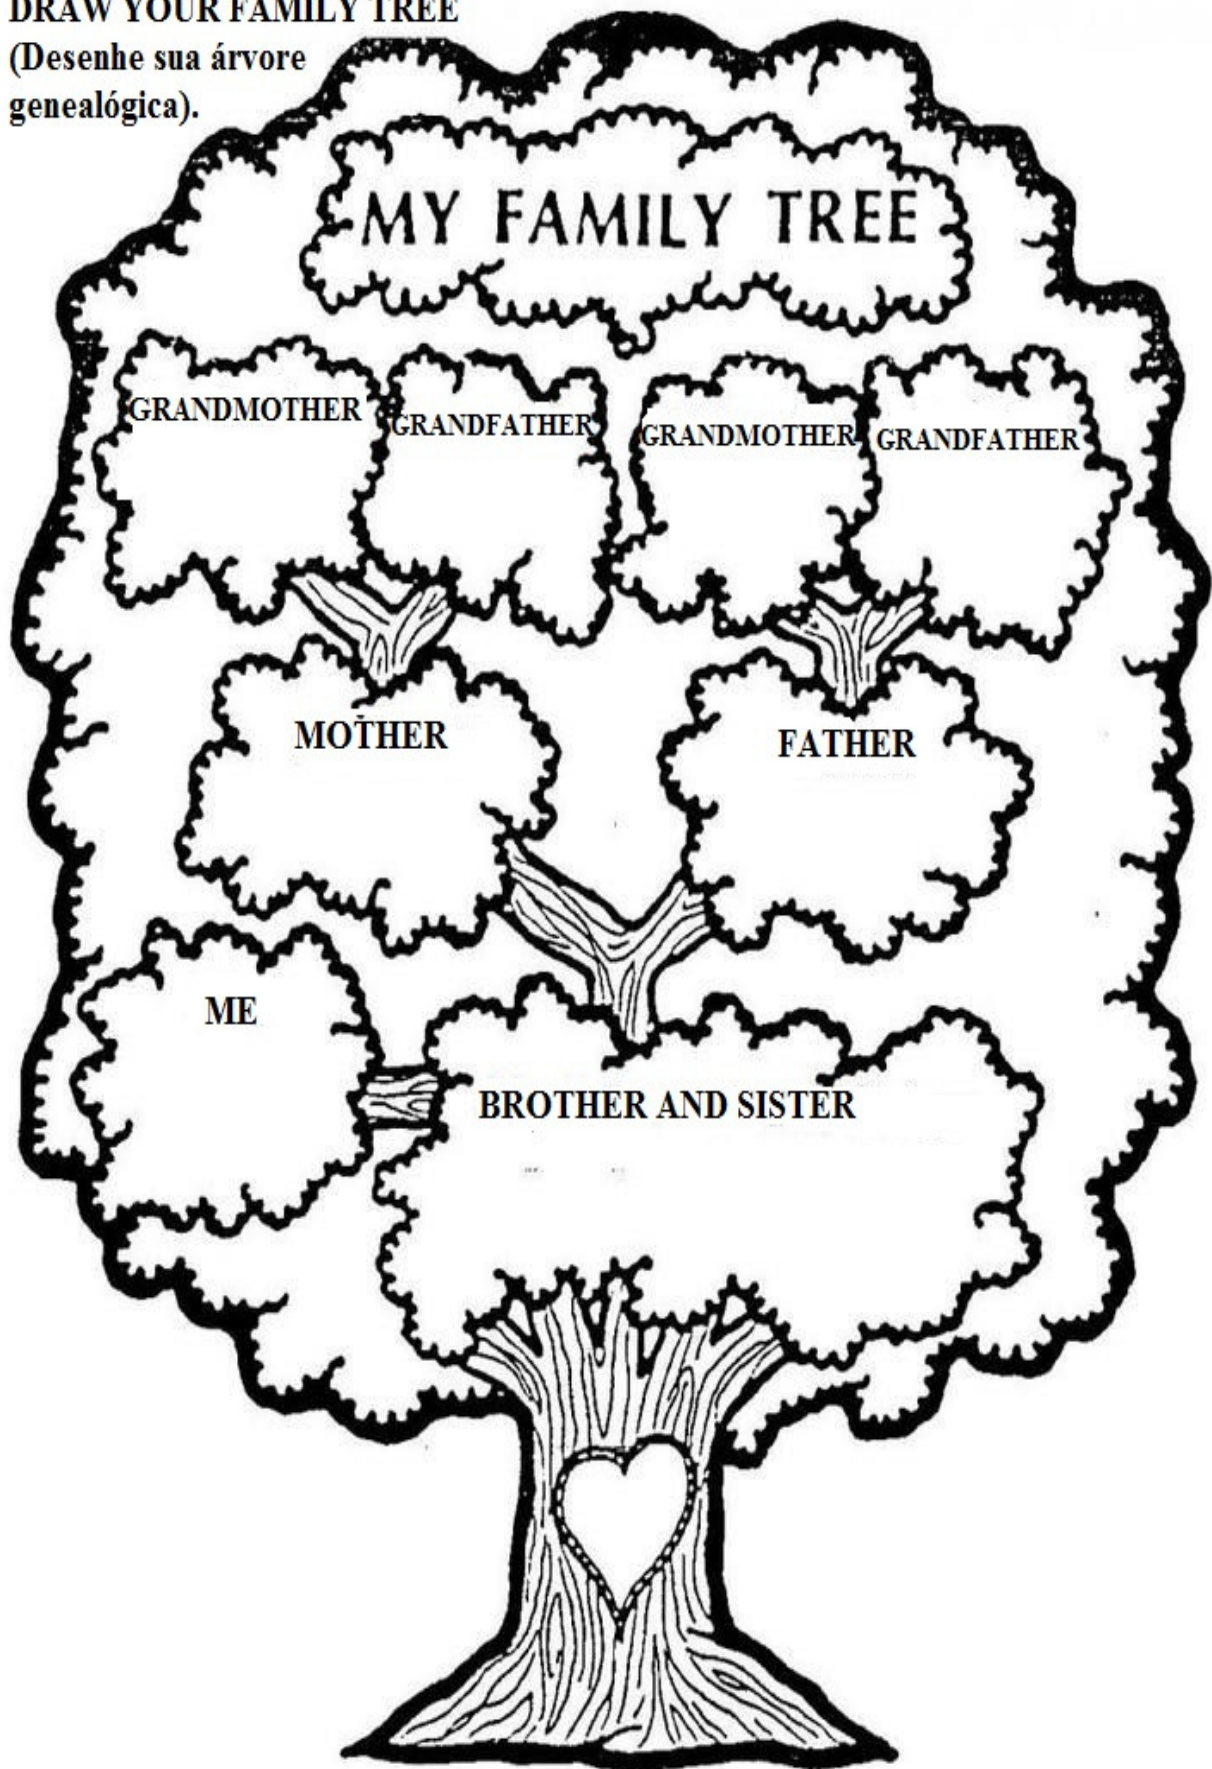 DRAW YOUR FAMILY TREE
(Desenhe sua árvore
genealógica).
MY FAMILY TREE
GRANDMOTHER
GRANDFATHER
GRANDMOTHER
GRANDFATHER
MOTHER
FATHER
ME
BROTHER AND SISTER